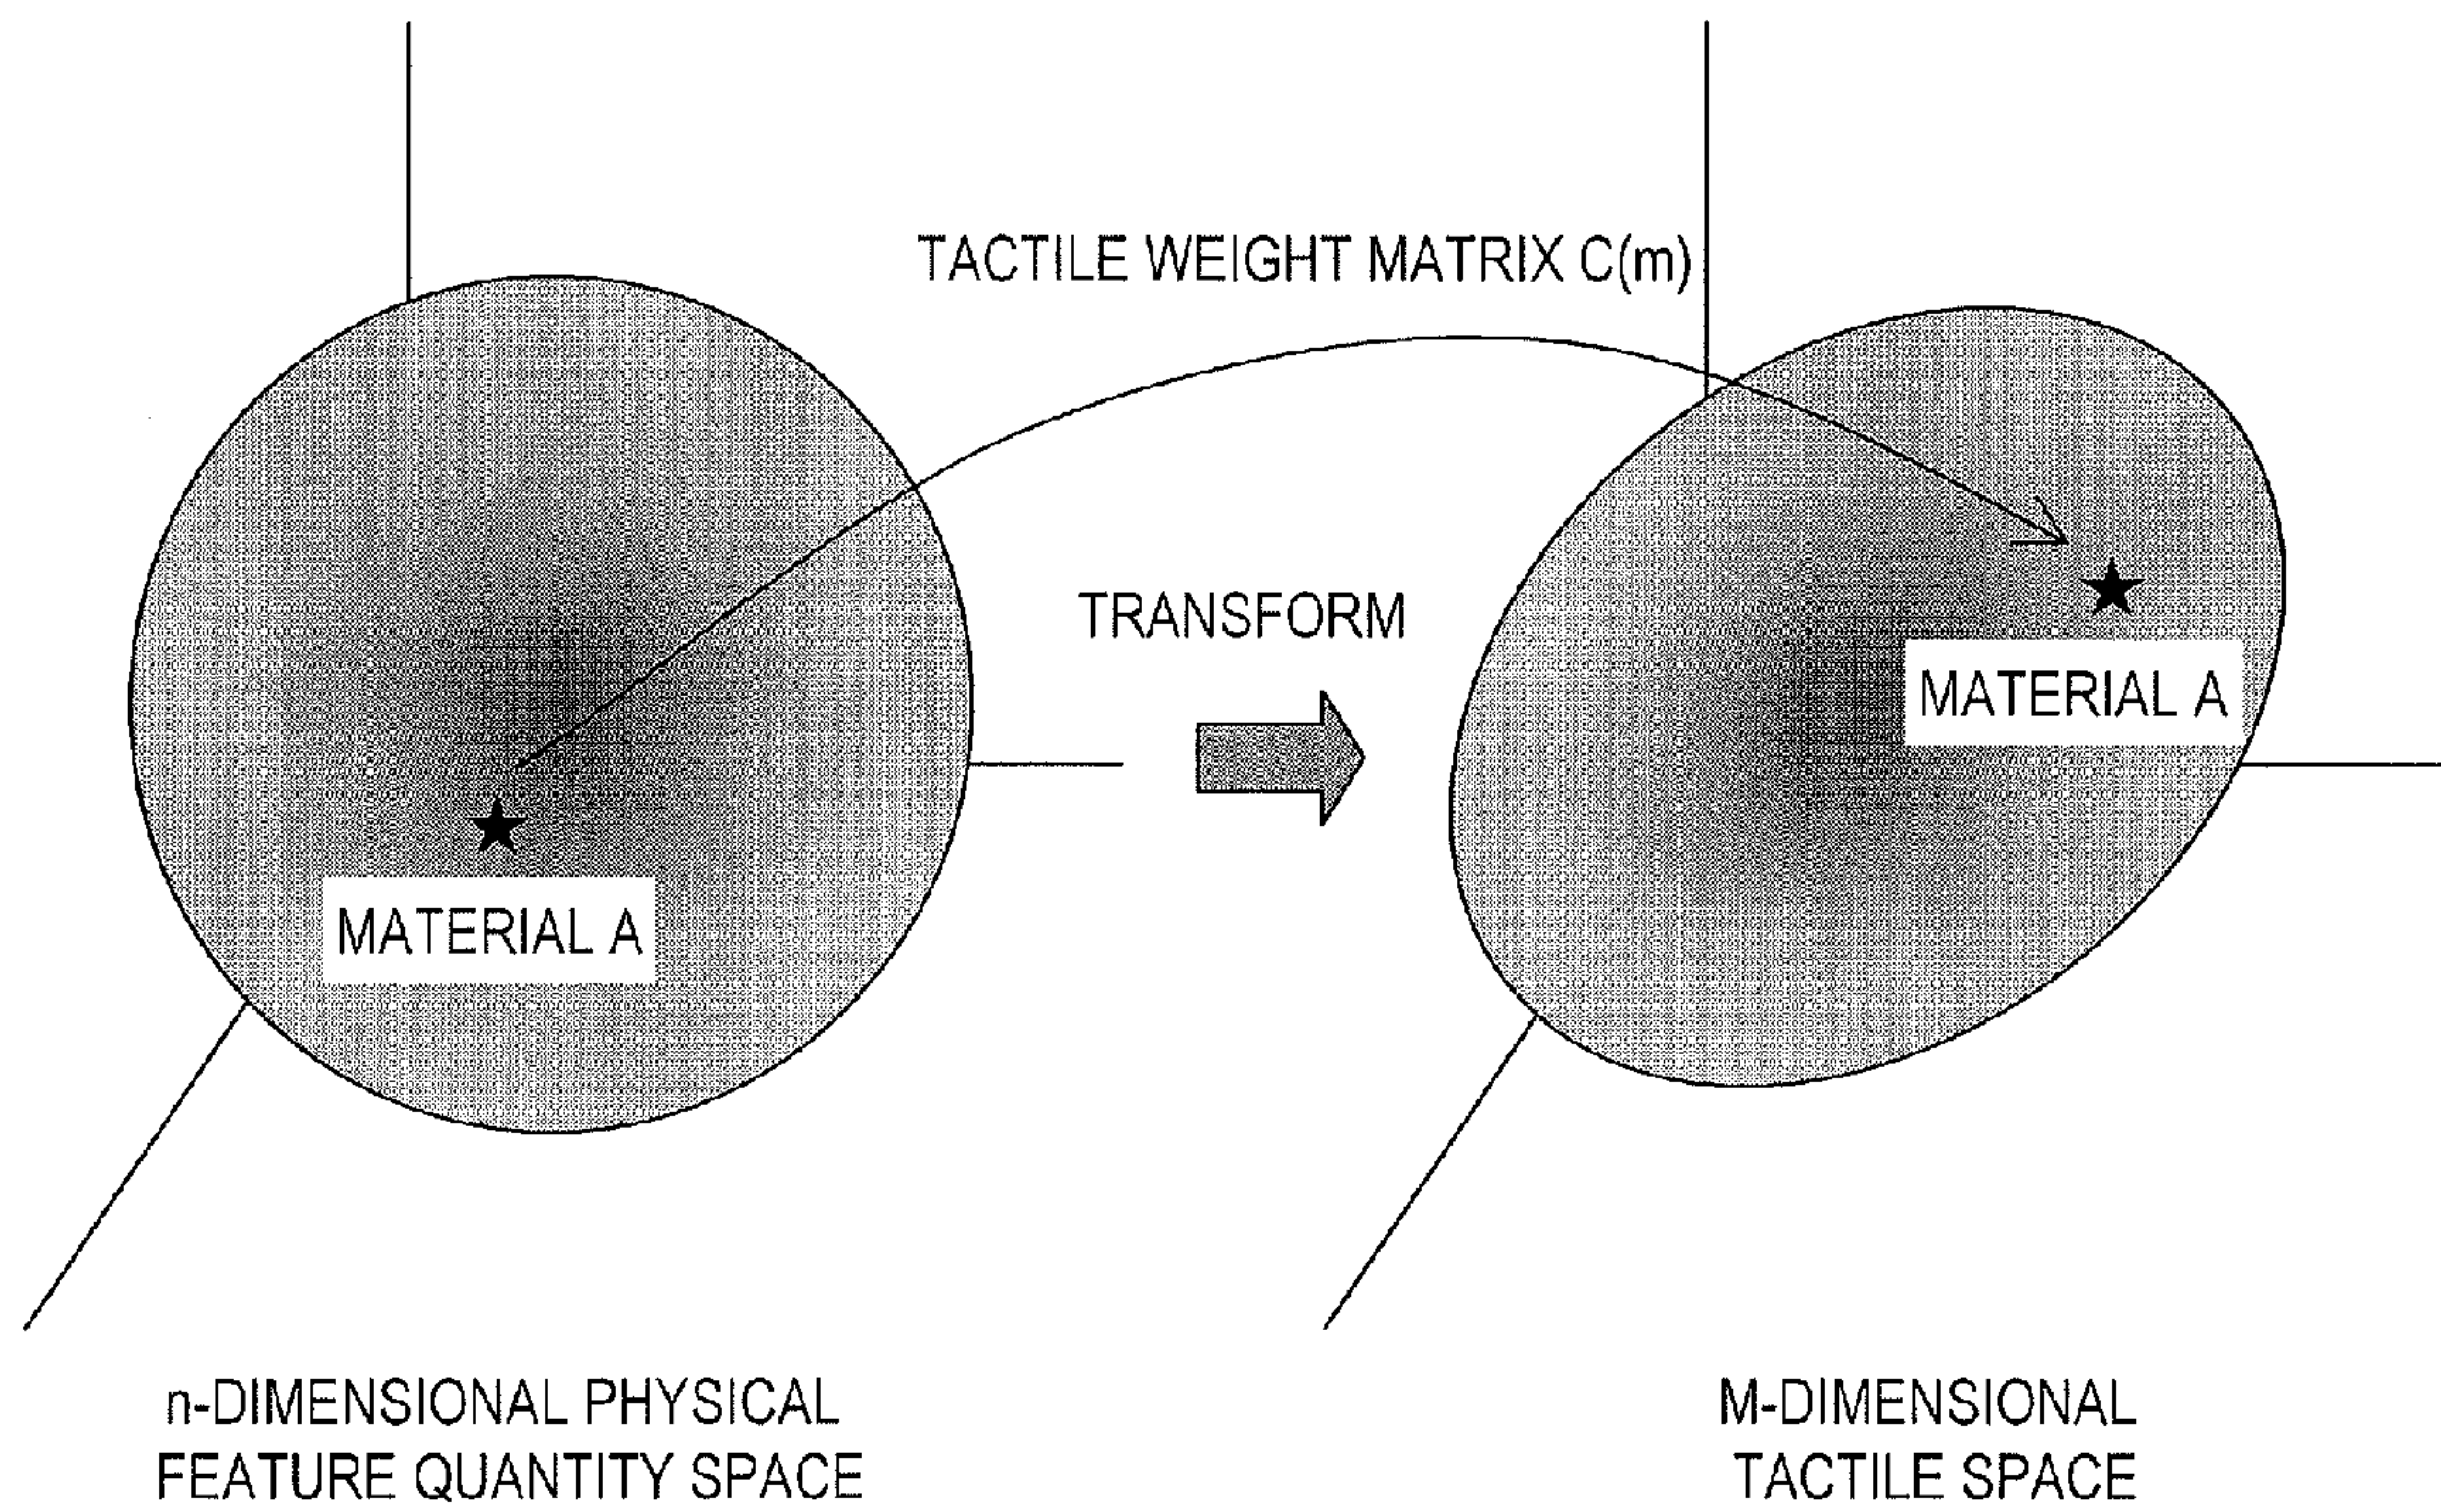 TACTILE WEIGHT MATRIX C(m)
TRANSFORM
MATERIAL A
MATERIAL A
n-DIMENSIONAL PHYSICAL
FEATURE QUANTITY SPACE
M-DIMENSIONAL
TACTILE SPACE